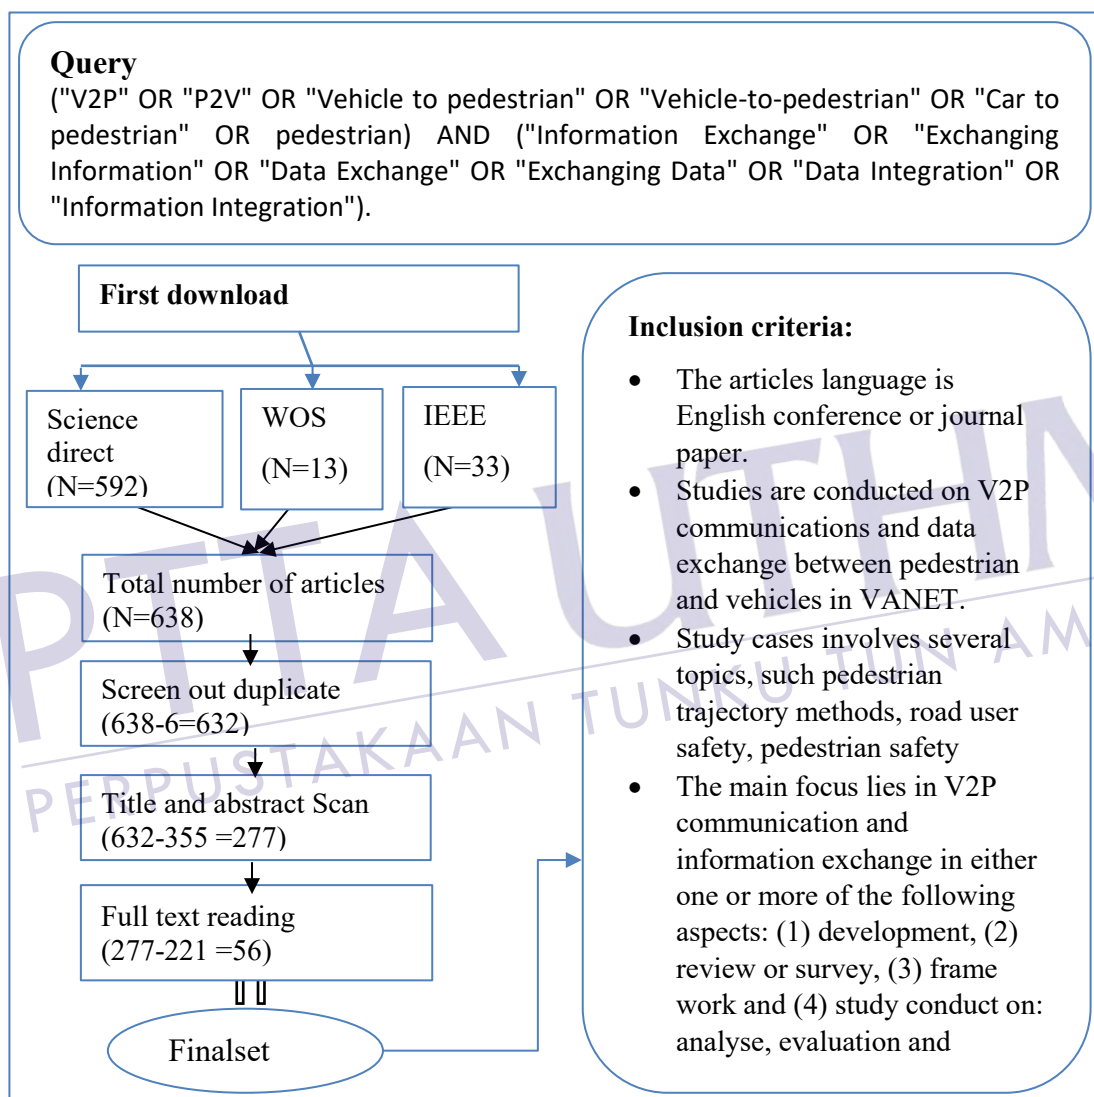 Query
("V2P" OR "P2V" OR "Vehicle to pedestrian" OR "Vehicle-to-pedestrian" OR "Car to
pedestrian" OR pedestrian) AND ("Information Exchange" OR "Exchanging
Information" OR "Data Exchange" OR "Exchanging Data" OR "Data Integration" OR
"Information Integration").
First download
Science
direct
(N=592)
WOS
(N=13)
IEEE
(N=33)
Total number of articles
(N=638)
Screen out duplicate
(638-6=632)
Title and abstract Scan
(632-355 =277)
Full text reading
(277-221 =56)
Finalset
Inclusion criteria:
• The articles language is
English conference or journal
paper.
• Studies are conducted on V2P
communications and data
exchange between pedestrian
and vehicles in VANET.
• Study cases involves several
topics, such pedestrian
trajectory methods, road user
safety, pedestrian safety
• The main focus lies in V2P
communication and
information exchange in either
one or more of the following
aspects: (1) development, (2)
review or survey, (3) frame
work and (4) study conduct on:
analyse, evaluation and
PTTA UTHM
PERPUSTAKAAN TUNKU TUN AM